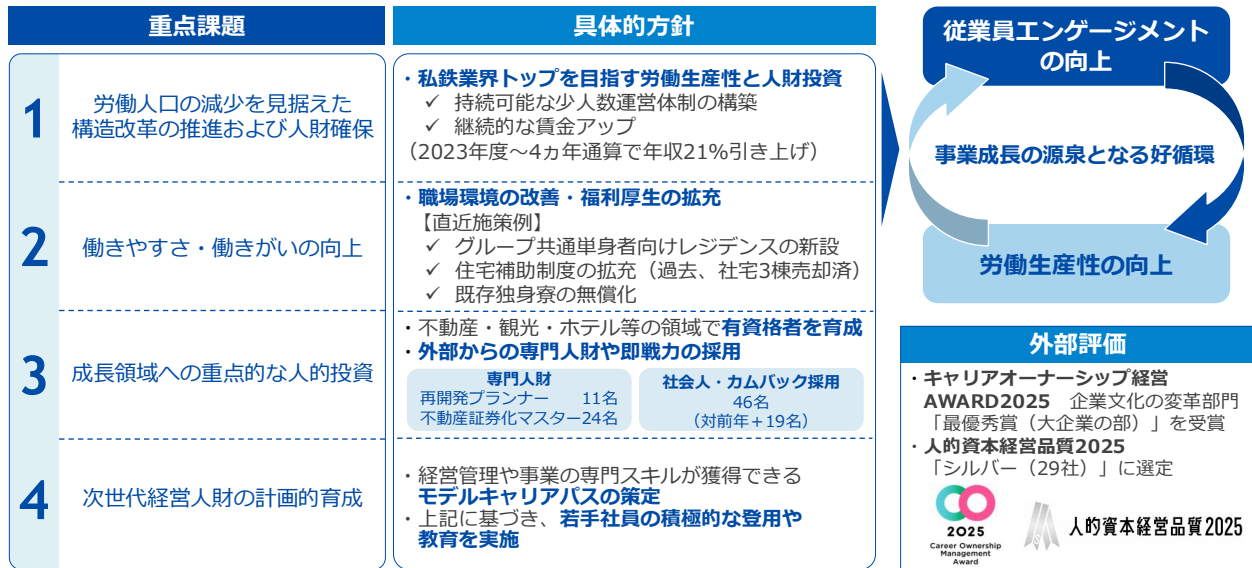 重点課題
具体的方針
1
労働人口の減少を見据えた
構造改革の推進および人財確保
・私鉄業界トップを目指す労働生産性と人財投資
✓ 持続可能な少人数運営体制の構築
✓ 継続的な賃金アップ
（2023年度～4ヵ年通算で年収21%引き上げ）
2
働きやすさ・働きがいの向上
・職場環境の改善・福利厚生の拡充
【直近施策例】
✓ グループ共通単身者向けレジデンスの新設
✓ 住宅補助制度の拡充（過去、社宅3棟売却済）
✓ 既存独身寮の無償化
3
成長領域への重点的な人的投資
・不動産・観光・ホテル等の領域で有資格者を育成
・外部からの専門人財や即戦力の採用
専門人財
再開発プランナー 11名
不動産証券化マスター24名
社会人・カムバック採用
46名
（対前年＋19名）
4
次世代経営人財の計画的育成
・経営管理や事業の専門スキルが獲得できる
モデルキャリアパスの策定
・上記に基づき、若手社員の積極的な登用や
教育を実施
従業員エンゲージメント
の向上
事業成長の源泉となる好循環
労働生産性の向上
外部評価
・キャリアオーナーシップ経営
AWARD2025 企業文化の変革部門
「最優秀賞（大企業の部）」を受賞
・人的資本経営品質2025
「シルバー（29社）」に選定
2025
Career Ownership
Management
Award
人的資本経営品質2025